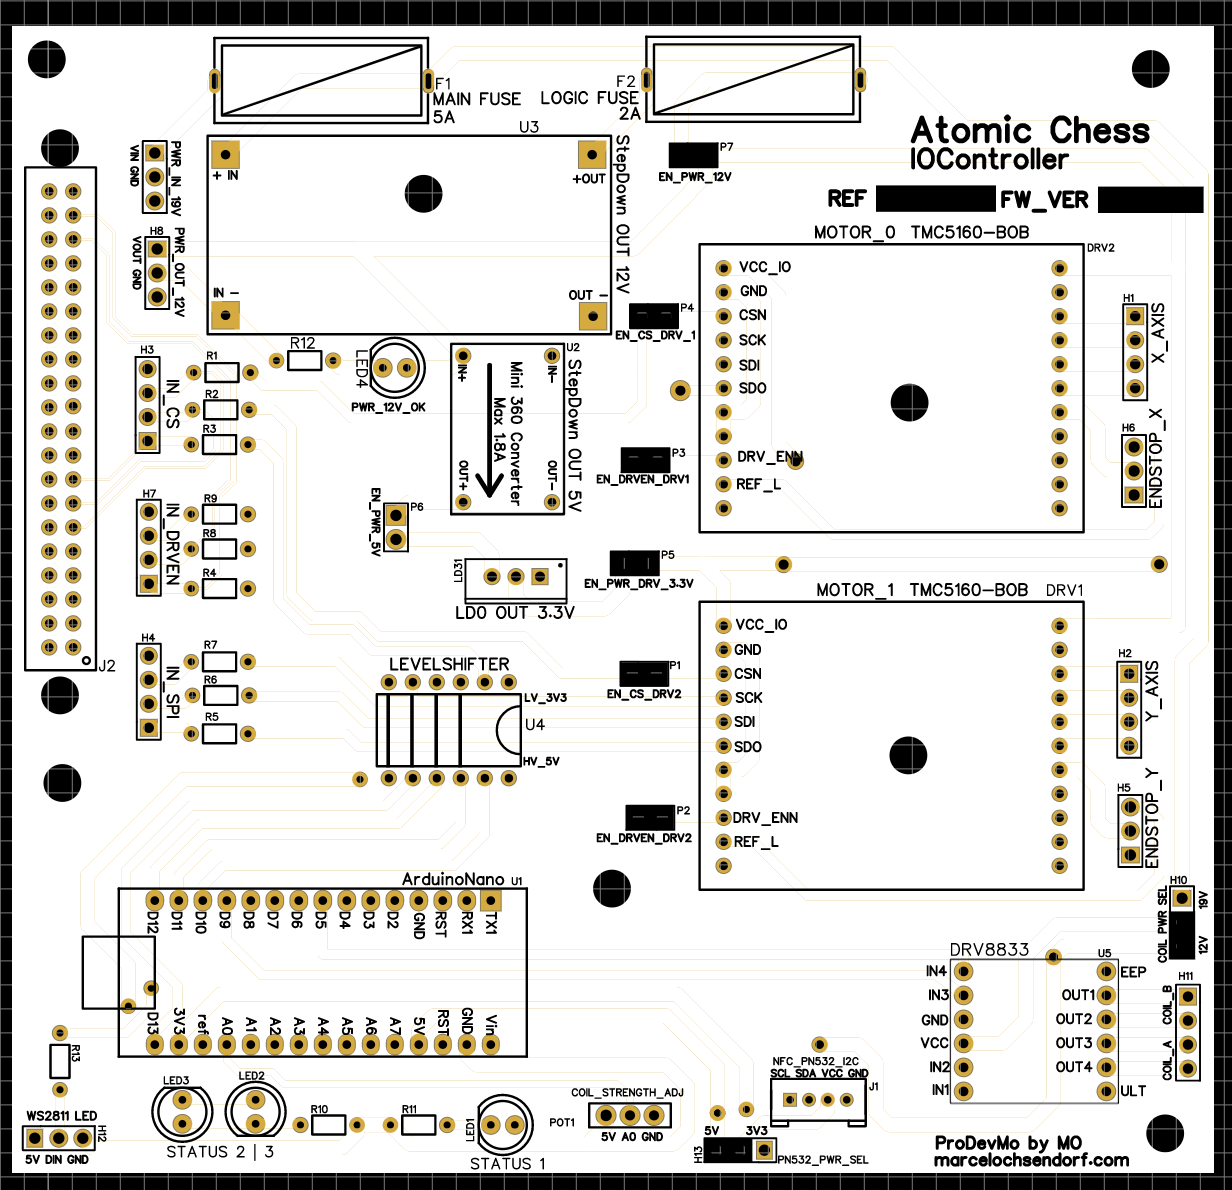 F1
MAIN FUSE
5A
F2
LOGIC FUSE
2A
U3
+ IN
+OUT
IN -
OUT -
StepDown OUT 12V
P7
EN_PWR_12V
Atomic Chess
IOController
REF
FW_VER
PWR_IN_19V
VIN GND
H8
PWR_OUT_12V
VOUT GND
MOTOR_0 TMC5160-BOB
DRV2
VCC_IO
GND
CSN
SCK
SDI
SDO
DRV_ENN
REF_L
P4
EN_CS_DRV_1
P3
EN_DRVEN_DRV1
H1
X_AXIS
H6
ENDSTOP_X
R12
LED4
PWR_12V_OK
U2
IN+
IN-
OUT+
OUT-
Mini 360 Converter
Max 1.8A
StepDown OUT 5V
H3
IN_CS
R1
R2
R3
H7
IN_DRVEN
R9
R8
R4
P6
EN_PWR_5V
LD31
LDO OUT 3.3V
P5
EN_PWR_DRV_3.3V
J2
H4
IN_SPI
R7
R6
R5
LEVELSHIFTER
LV_3V3
U4
HV_5V
MOTOR_1 TMC5160-BOB
DRV1
VCC_IO
GND
CSN
SCK
SDI
SDO
DRV_ENN
REF_L
P1
EN_CS_DRV2
P2
EN_DRVEN_DRV2
H2
Y_AXIS
H5
ENDSTOP_Y
ArduinoNano
U1
D12
D11
D10
D9
D8
D7
D6
D5
D4
D3
D2
GND
RST
RX1
TX1
D13
3V3
ref
A0
A1
A2
A3
A4
A5
A6
A7
5V
RST
GND
Vin
H10
COIL PWR SEL
19V
12V
DRV8833
U5
IN4
IN3
GND
VCC
IN2
IN1
EEP
OUT1
OUT2
OUT3
OUT4
ULT
H11
COIL_B
COIL_A
R13
WS2811 LED
H12
5V DIN GND
LED3
LED2
STATUS 2 | 3
R10
R11
LED1
STATUS 1
COIL_STRENGTH_ADJ
POT1
5V A0 GND
NFC_PN532_I2C
SCL SDA VCC GND
J1
5V
3V3
H13
PN532_PWR_SEL
ProDevMo by MO
marcelochsendorf.com